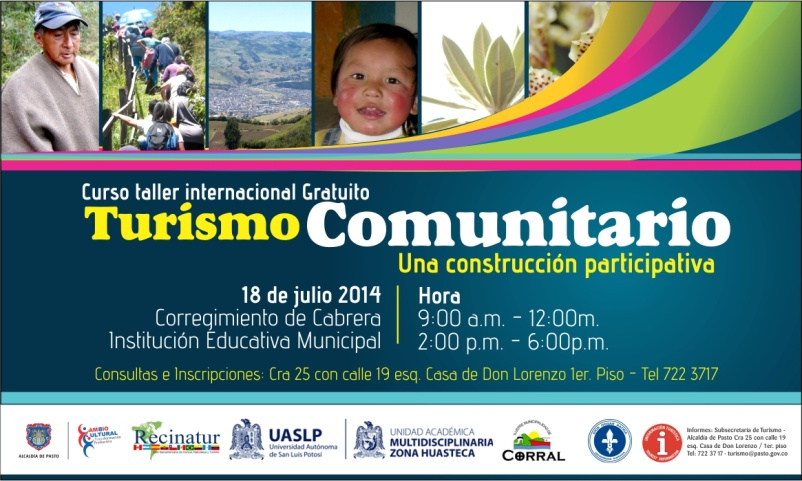 Curso taller internacional Gratuito
Turismo Comunitario
Una construcción participativa
18 de julio 2014
Corregimiento de Cabrera
Institución Educativa Municipal
Hora
9:00 a.m. - 12:00m.
2:00 p.m. - 6:00p.m.
Consultas e Inscripciones: Cra 25 con calle 19 esq. Casa de Don Lorenzo 1er. Piso - Tel 722 3717
ALCALDÍA DE PASTO
CAMBIO
CULTURAL
Recinatur
UASLP
Universidad Autónoma
de San Luis Potosí
UNIDAD ACADÉMICA
MULTIDISCIPLINARIA
ZONA HUASTECA
CORRAL
i
Informes: Subsecretaría de Turismo -
Alcaldía de Pasto Cra 25 con calle 19
esq. Casa de Don Lorenzo / 1er. piso
Tel: 722 37 17 - turismo@pasto.gov.co